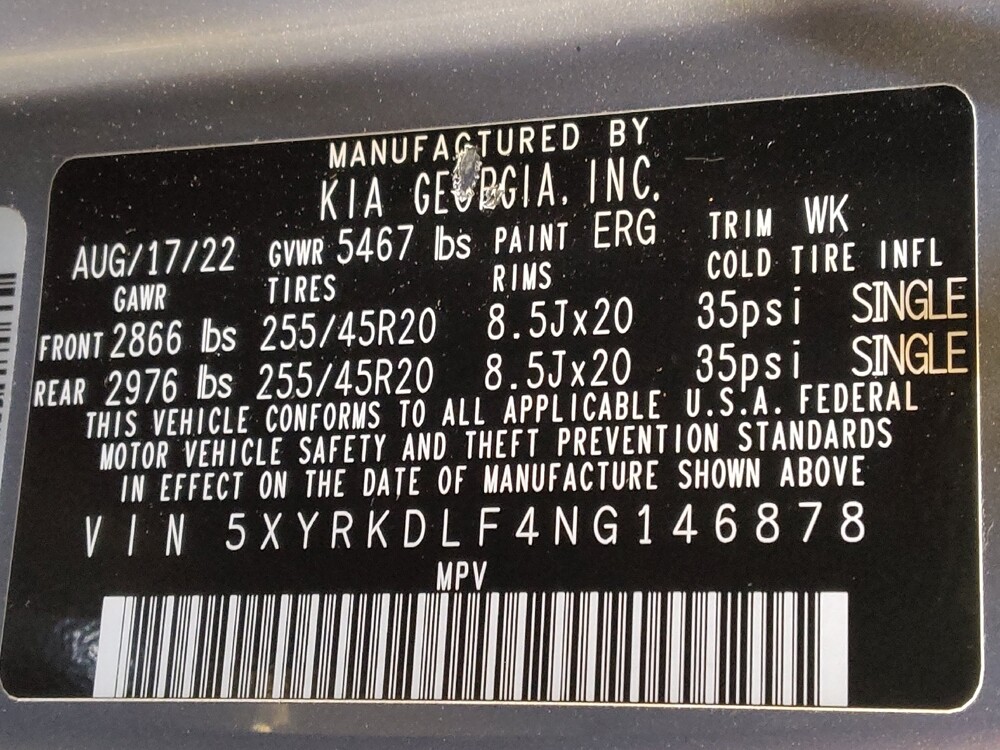 MANUFACTURED BY
KIA GEORGIA, INC.
AUG/17/22 GVWR 5467 lbs PAINT ERG TRIM WK
GAWR TIRES RIMS COLD TIRE INFL
FRONT 2866 lbs 255/45R20 8.5Jx20 35psi SINGLE
REAR 2976 lbs 255/45R20 8.5Jx20 35psi SINGLE
THIS VEHICLE CONFORMS TO ALL APPLICABLE U.S.A. FEDERAL
MOTOR VEHICLE SAFETY AND THEFT PREVENTION STANDARDS
IN EFFECT ON THE DATE OF MANUFACTURE SHOWN ABOVE
VIN 5XYRKDLF4NG146878
MPV